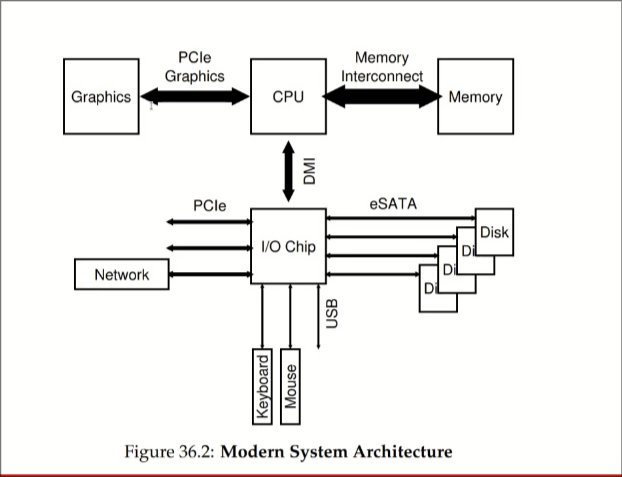 PCIe
Graphics
Memory
Interconnect
Graphics
CPU
Memory
DMI
PCIe
eSATA
I/O Chip
Disk
Di
Di
Di
Network
USB
Keyboard
Mouse
Figure 36.2: Modern System Architecture